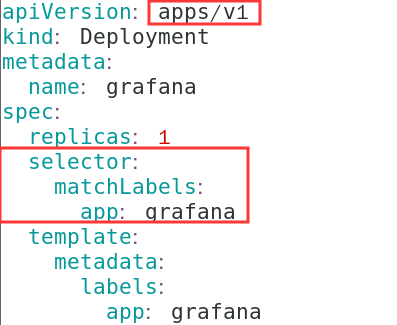 apiVersion: apps/v1
kind: Deployment
metadata:
  name: grafana
spec:
  replicas: 1
  selector:
    matchLabels:
      app: grafana
  template:
    metadata:
      labels:
        app: grafana